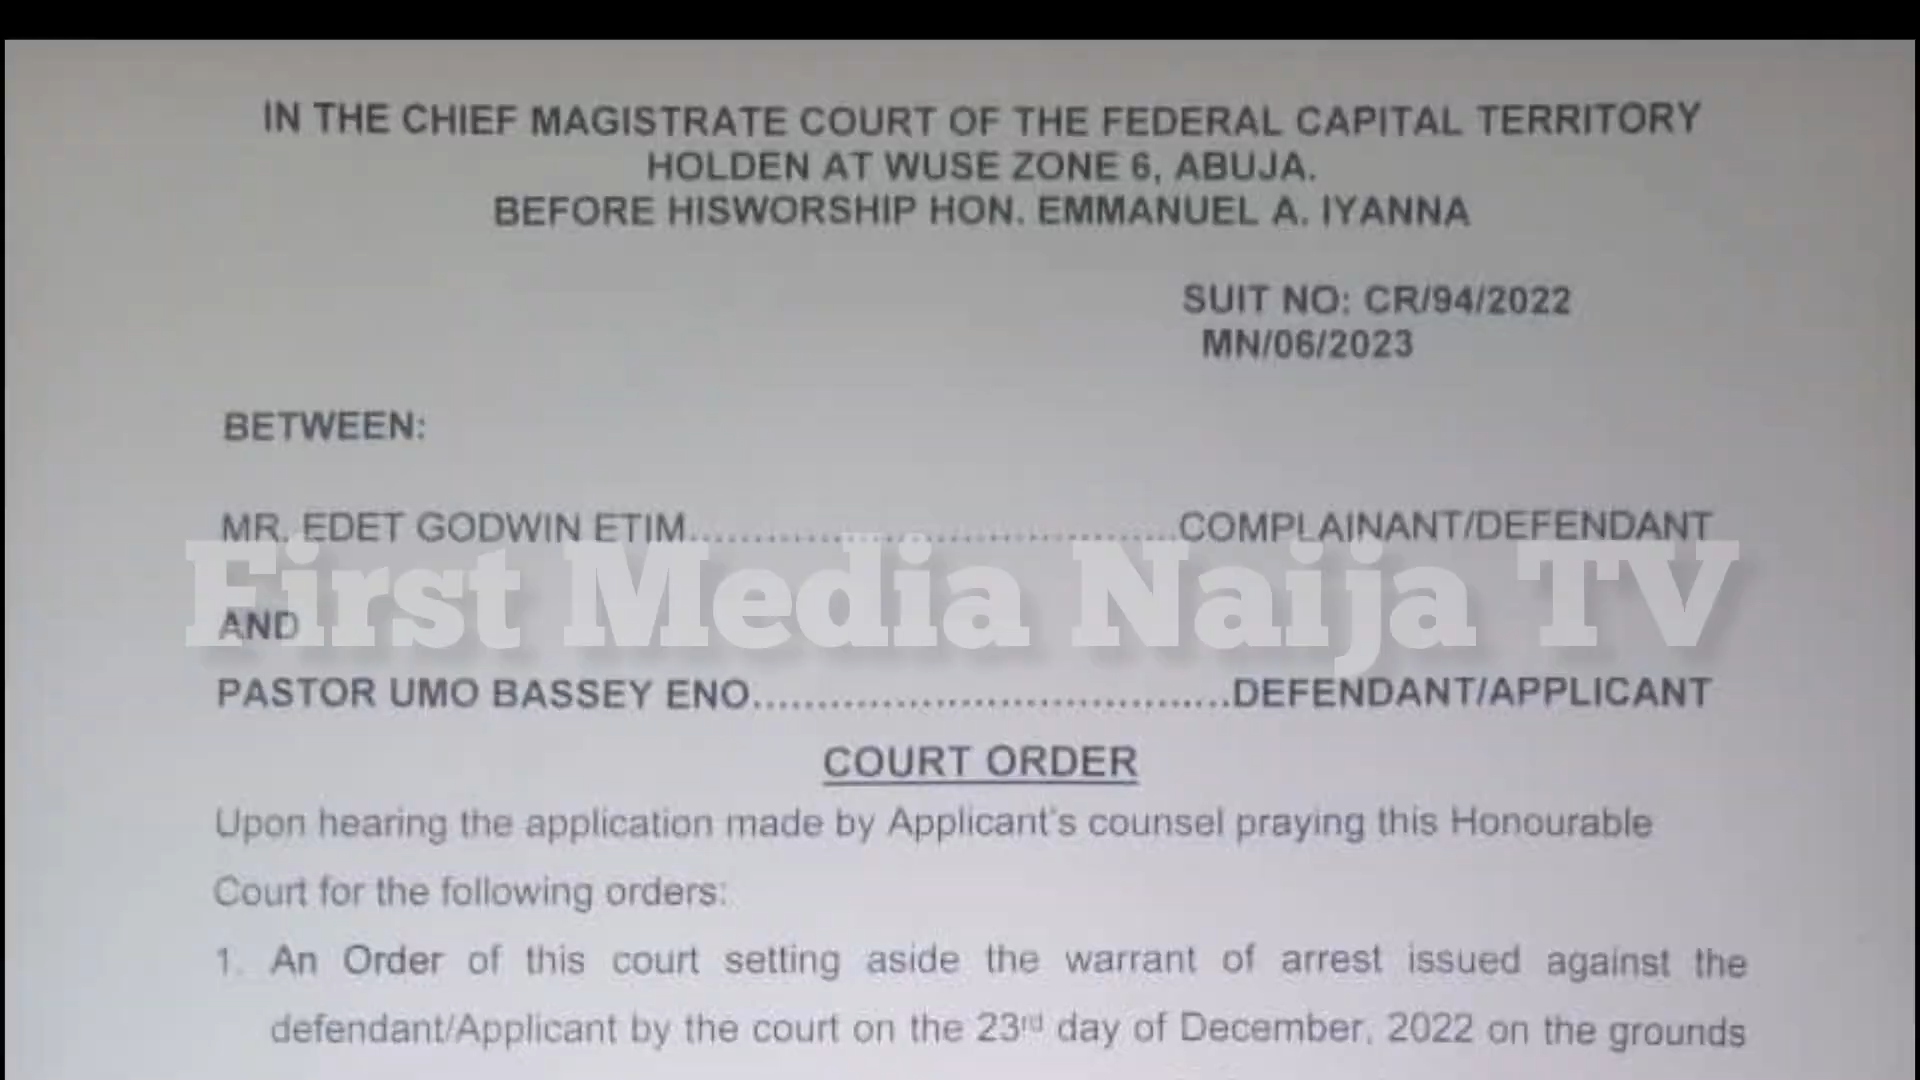 IN THE CHIEF MAGISTRATE COURT OF THE FEDERAL CAPITAL TERRITORY
HOLDEN AT WUSE ZONE 6, ABUJA.
BEFORE HISWORSHIP HON. EMMANUEL A. IYANNA
SUIT NO: CR/94/2022
MN/06/2023
BETWEEN:
MR. EDET GODWIN ETIM........................................COMPLAINANT/DEFENDANT
First Media Naija TV
AND
PASTOR UMO BASSEY ENO.....................................DEFENDANT/APPLICANT
COURT ORDER
Upon hearing the application made by Applicant's counsel praying this Honourable
Court for the following orders:
1. An Order of this court setting aside the warrant of arrest issued against the
defendant/Applicant by the court on the 23rd day of December, 2022 on the grounds